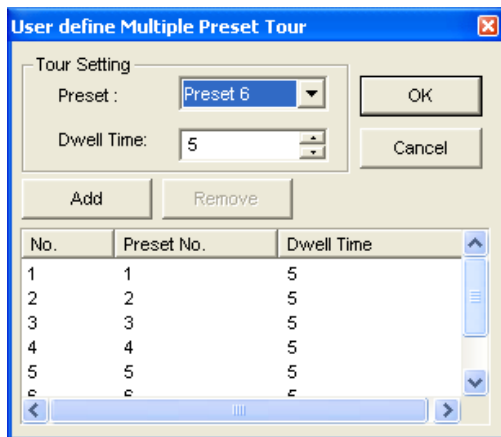 User define Multiple Preset Tour
Tour Setting
Preset :
Preset 6
OK
Dwell Time:
5
Cancel
Add
Remove
No. Preset No. Dwell Time
1 1 5
2 2 5
3 3 5
4 4 5
5 5 5